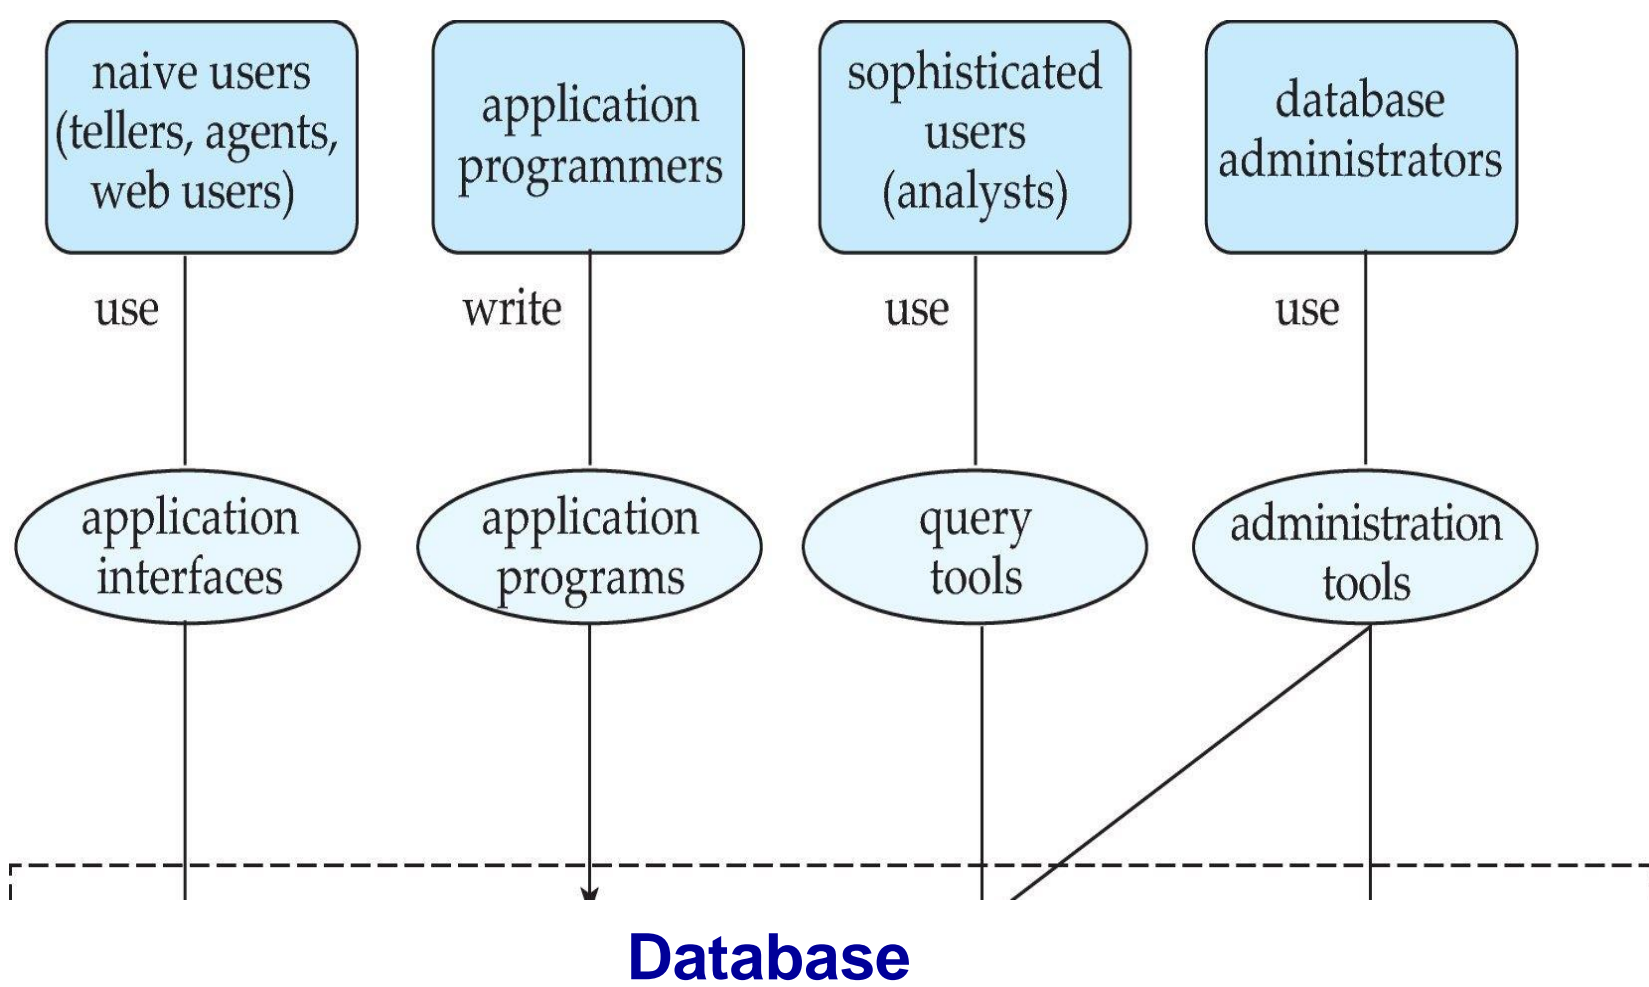 naive users
(tellers, agents,
web users)
application
programmers
sophisticated
users
(analysts)
database
administrators
use
write
use
use
application
interfaces
application
programs
query
tools
administration
tools
Database